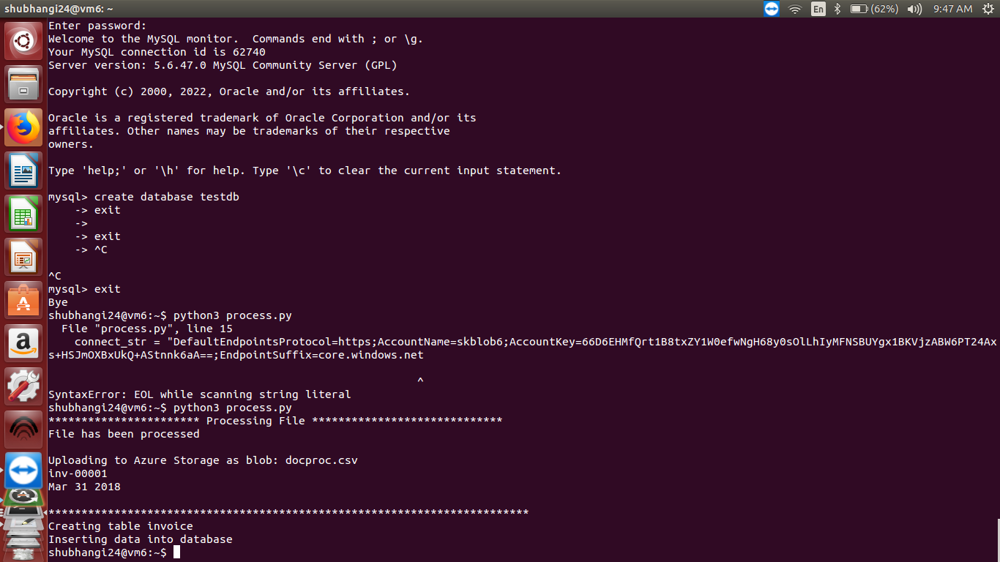 shubhangi24@vm6: ~
En
(62%)
9:47 AM
Enter password:
Welcome to the MySQL monitor.  Commands end with ; or \g.
Your MySQL connection id is 62740
Server version: 5.6.47.0 MySQL Community Server (GPL)
Copyright (c) 2000, 2022, Oracle and/or its affiliates.
Oracle is a registered trademark of Oracle Corporation and/or its
affiliates. Other names may be trademarks of their respective
owners.
Type 'help;' or '\h' for help. Type '\c' to clear the current input statement.
mysql> create database testdb
    -> exit
    ->
    -> exit
    -> ^C
^C
mysql> exit
Bye
shubhangi24@vm6:~$ python3 process.py
  File "process.py", line 15
    connect_str = "DefaultEndpointsProtocol=https;AccountName=skblob6;AccountKey=66D6EHMfQrt1B8txZY1W0efwNgH68y0sOlLhIyMFNSBUYgx1BKVjzABW6PT24Ax
s+HSJmOXBxUkQ+AStnnk6aA==;EndpointSuffix=core.windows.net
^
SyntaxError: EOL while scanning string literal
shubhangi24@vm6:~$ python3 process.py
*********************** Processing File *****************************
File has been processed
Uploading to Azure Storage as blob: docproc.csv
inv-00001
Mar 31 2018
*************************************************************************
Creating table invoice
Inserting data into database
shubhangi24@vm6:~$